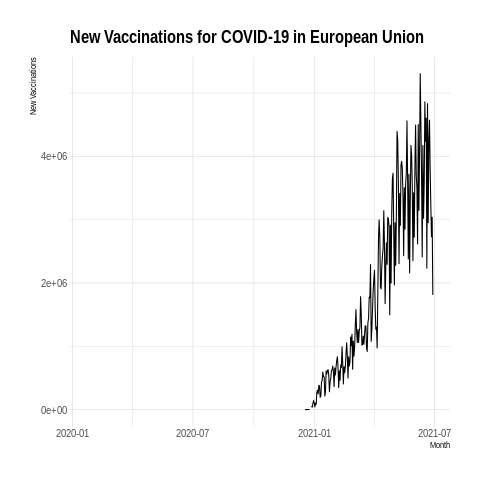 New Vaccinations for COVID-19 in European Union
New Vaccinations
4e+06
2e+06
0e+00
2020-01
2020-07
2021-01
2021-07
Month